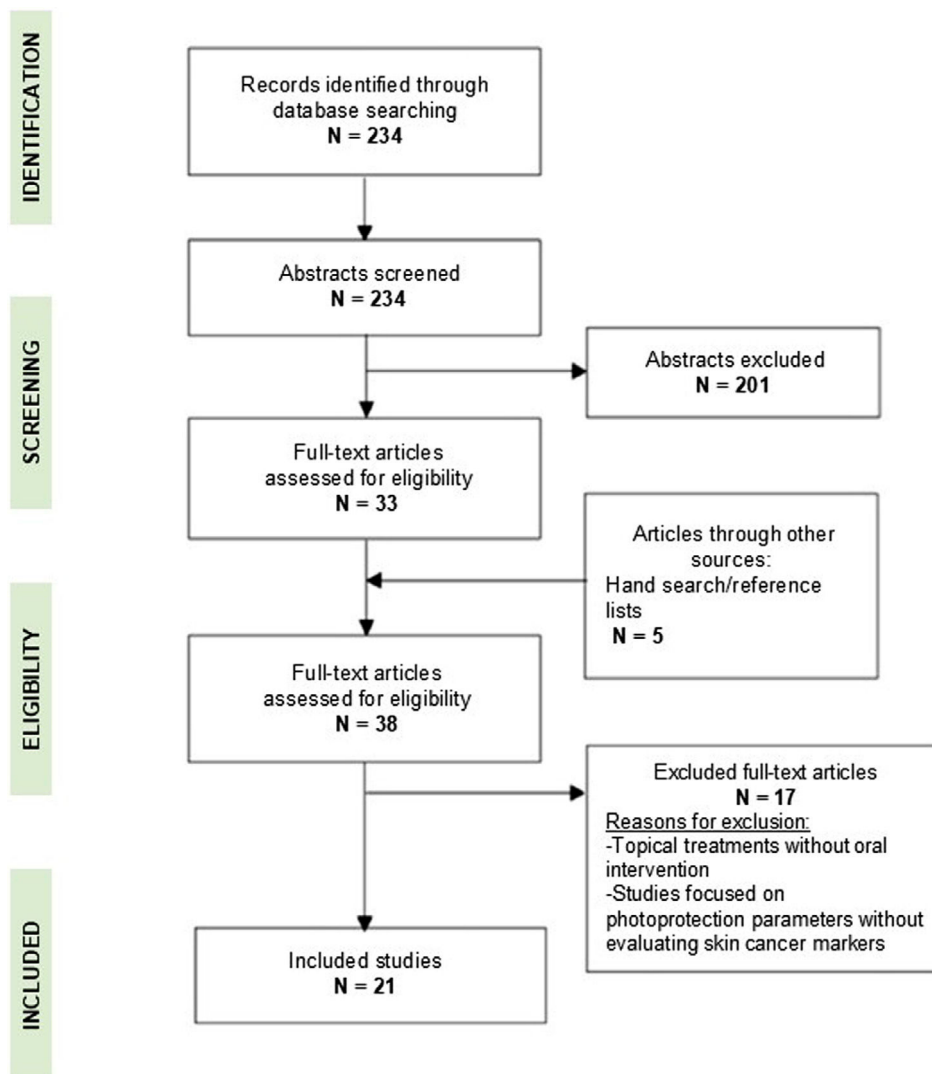 IDENTIFICATION
Records identified through
database searching
N = 234
Abstracts screened
N = 234
SCREENING
Abstracts excluded
N = 201
Full-text articles
assessed for eligibility
N = 33
Articles through other
sources:
Hand search/reference
lists
N = 5
ELIGIBILITY
Full-text articles
assessed for eligibility
N = 38
Excluded full-text articles
N = 17
Reasons for exclusion:
-Topical treatments without oral
intervention
-Studies focused on
photoprotection parameters without
evaluating skin cancer markers
INCLUDED
Included studies
N = 21